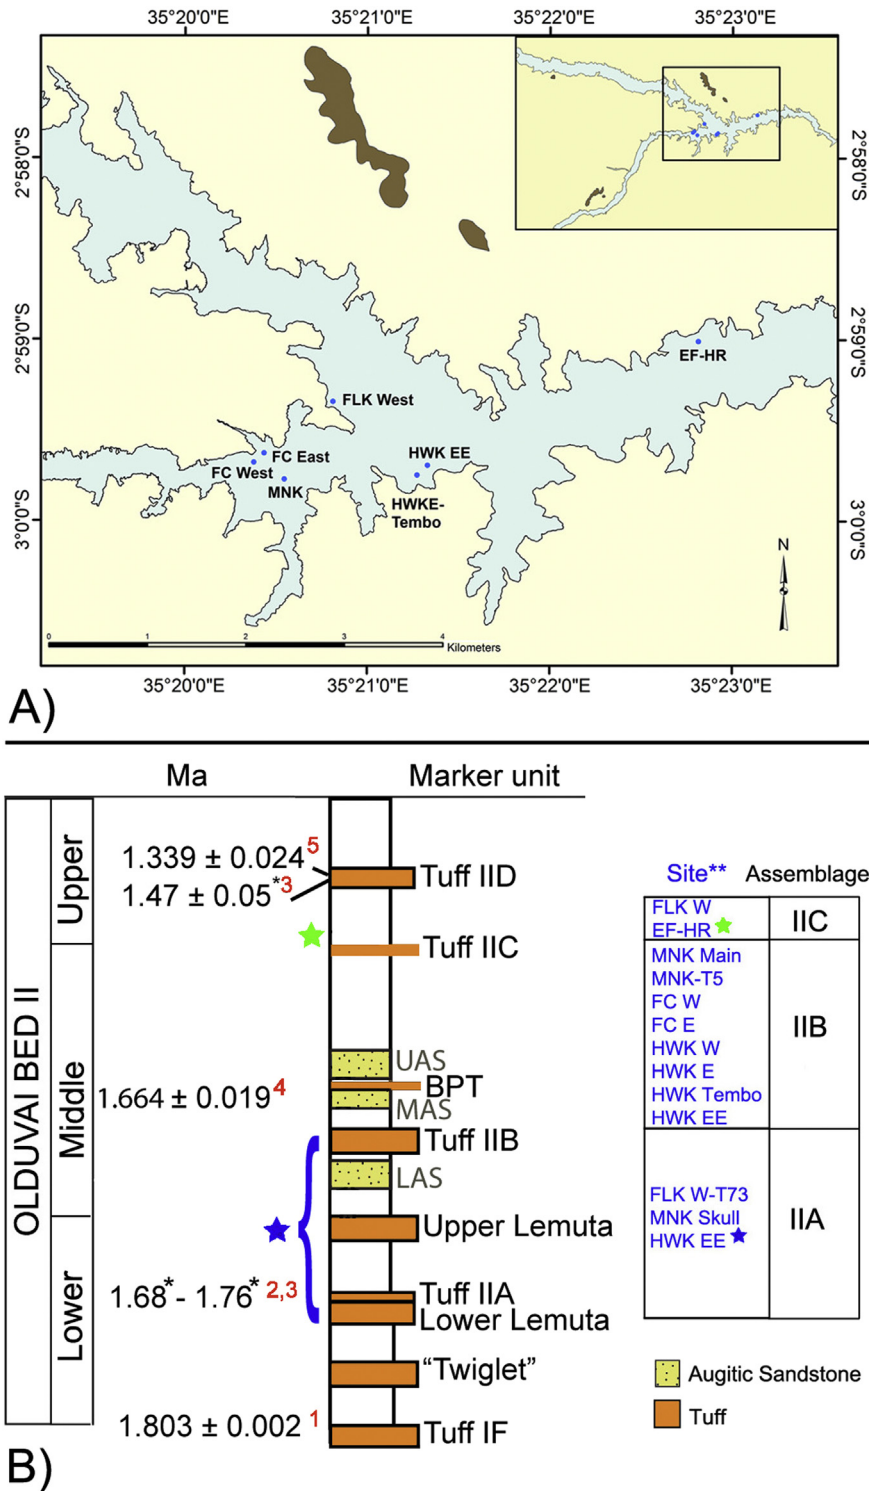 35°20'0"E 35°21'0"E 35°22'0"E 35°23'0"E
2°58'0"S
2°58'0"S
2°59'0"S
2°59'0"S
EF-HR
FLK West
FC East
HWK EE
FC West
MNK
HWKE-
Tembo
3°0'0"S
3°0'0"S
N
0 1 2 3 4
Kilometers
35°20'0"E 35°21'0"E 35°22'0"E 35°23'0"E
A)
Ma Marker unit
OLDUVAI BED II
Upper
Middle
Lower
1.339 ± 0.024 5
1.47 ± 0.05* 3
Tuff IID
Tuff IIC
UAS
BPT
1.664 ± 0.019 4
MAS
Tuff IIB
LAS
Upper Lemuta
1.68* - 1.76* 2,3
Tuff IIA
Lower Lemuta
“Twiglet”
1.803 ± 0.002 1
Tuff IF
Site** Assemblage
FLK W
EF-HR
IIC
MNK Main
MNK-T5
FC W
FC E
HWK W
HWK E
HWK Tembo
HWK EE
IIB
FLK W-T73
MNK Skull
HWK EE
IIA
Augitic Sandstone
Tuff
B)